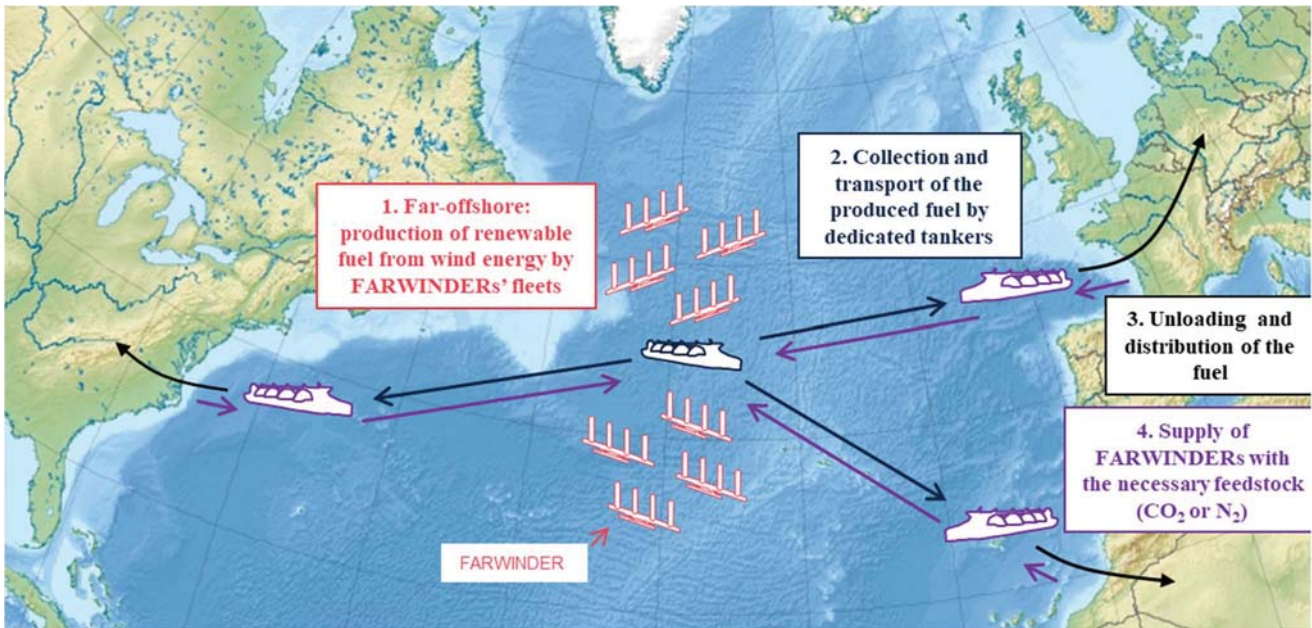 1. Far-offshore:
production of renewable
fuel from wind energy by
FARWINDERs' fleets
2. Collection and
transport of the
produced fuel by
dedicated tankers
3. Unloading and
distribution of the
fuel
4. Supply of
FARWINDERs with
the necessary feedstock
(CO₂ or N₂)
FARWINDER